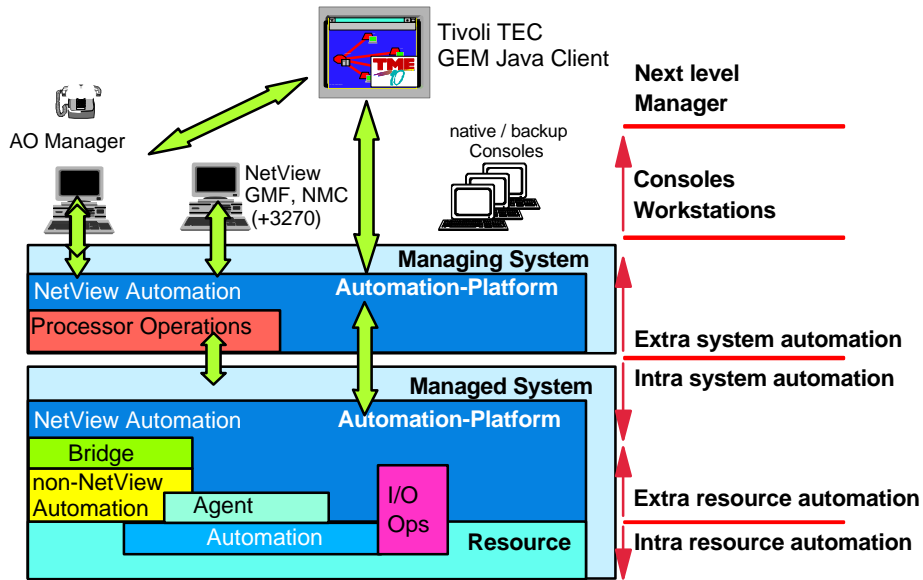 Tivoli TEC
GEM Java Client
TME
10
Next level
Manager
AO Manager
native / backup
Consoles
NetView
GMF, NMC
(+3270)
Consoles
Workstations
Managing System
NetView Automation
Automation-Platform
Processor Operations
Extra system automation
Managed System
Intra system automation
NetView Automation
Automation-Platform
Bridge
non-NetView
Automation
Agent
I/O
Ops
Extra resource automation
Automation
Resource
Intra resource automation